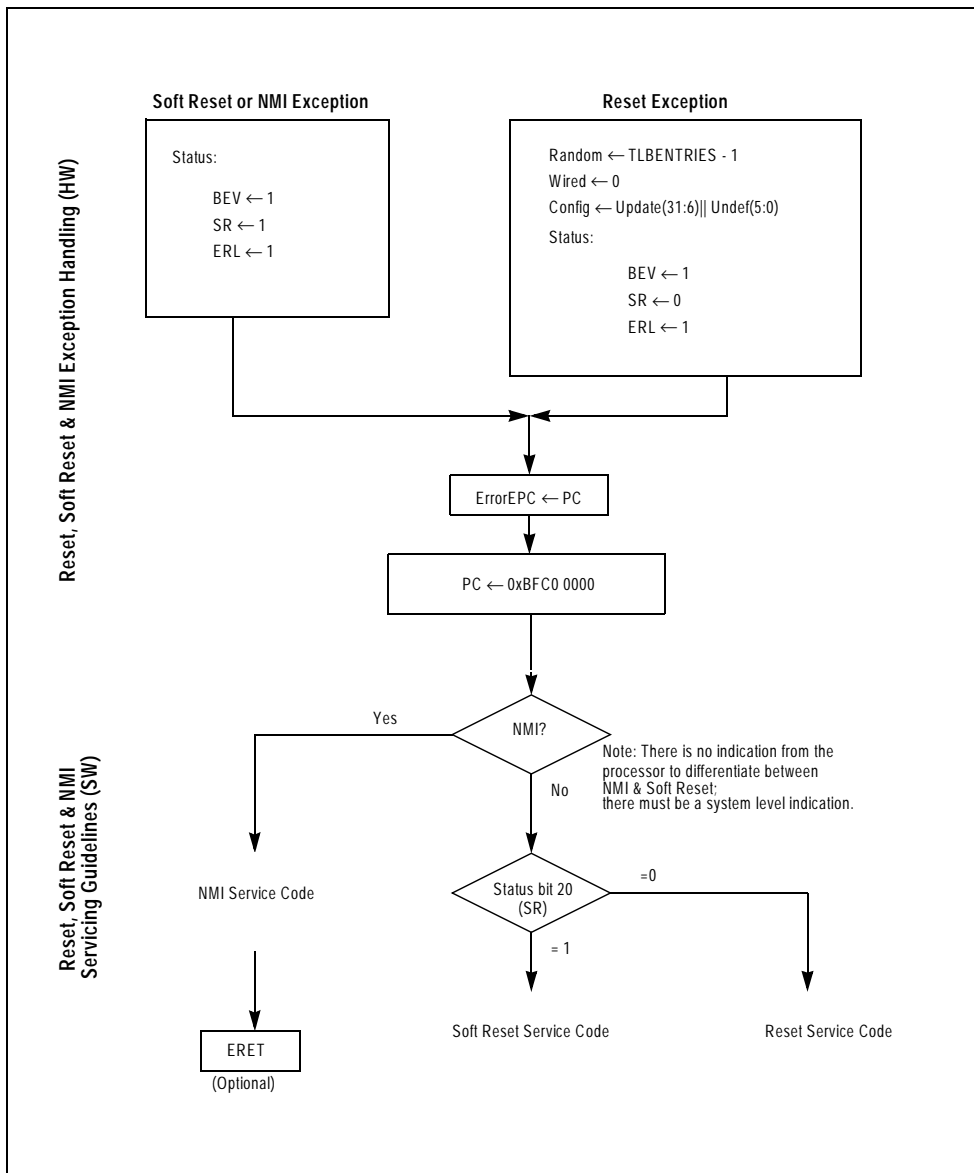 Soft Reset or NMI Exception
Reset Exception
Status:
BEV ← 1
SR ← 1
ERL ← 1
Random ← TLBENTRIES - 1
Wired ← 0
Config ← Update(31:6)|| Undef(5:0)
Status:
BEV ← 1
SR ← 0
ERL ← 1
Reset, Soft Reset & NMI Exception Handling (HW)
ErrorEPC ← PC
PC ← 0xBFC0 0000
Yes
NMI?
No
Note: There is no indication from the
processor to differentiate between
NMI & Soft Reset;
there must be a system level indication.
Reset, Soft Reset & NMI
Servicing Guidelines (SW)
NMI Service Code
Status bit 20
(SR)
=0
= 1
Soft Reset Service Code
Reset Service Code
ERET
(Optional)